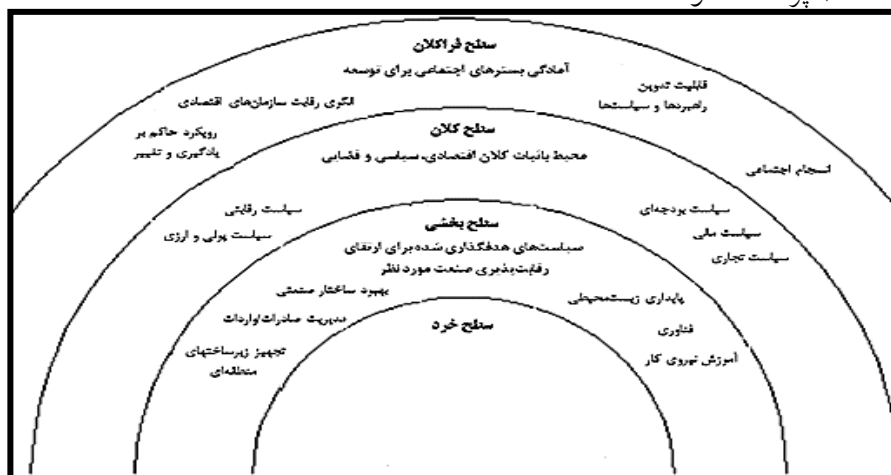 سطح فراکلان
آمادگی بسترهای اجتماعی برای توسعه
قابلیت تدوین
راهبردها و سیاست‌ها
الگوی رقابت سازمان‌های اقتصادی
رویکرد حاکم بر
یادگیری و تغییر
انسجام اجتماعی
سطح کلان
محیط باثبات کلان اقتصادی، سیاسی و قضایی
سیاست بودجه‌ای
سیاست مالی
سیاست تجاری
سیاست رقابتی
سیاست پولی و ارزی
سطح بخشی
سیاست‌های هدفگذاری شده برای ارتقای
رقابت‌پذیری صنعت مورد نظر
پایداری زیست‌محیطی
فناوری
آموزش نیروی کار
بهبود ساختار صنعتی
مدیریت صادرات/واردات
تجهیز زیرساختهای
منطقه‌ای
سطح خرد